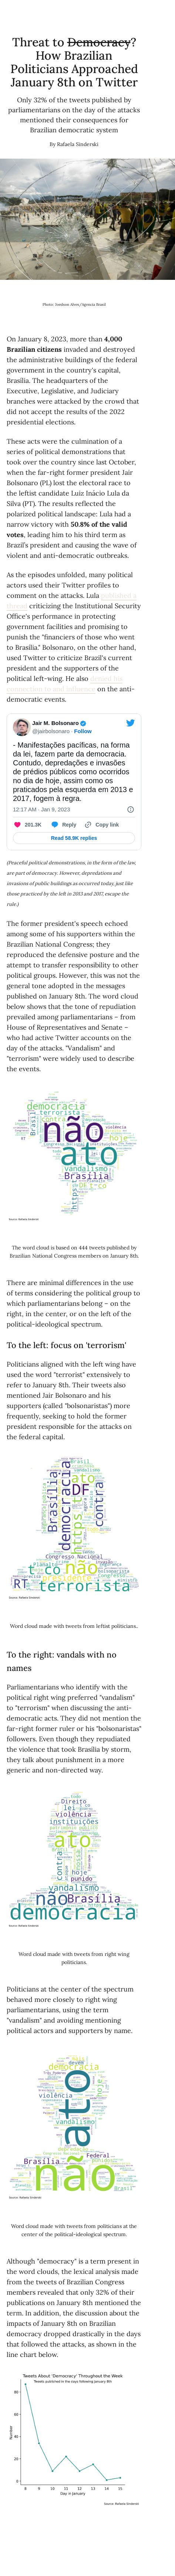 Threat to Democracy?
How Brazilian
Politicians Approached
January 8th on Twitter
Only 32% of the tweets published by
parliamentarians on the day of the attacks
mentioned their consequences for
Brazilian democratic system
By Rafaela Sinderski
Photo: Joedson Alves/Agencia Brasil
On January 8, 2023, more than 4,000
Brazilian citizens invaded and destroyed
the administrative buildings of the federal
government in the country's capital,
Brasilia. The headquarters of the
Executive, Legislative, and Judiciary
branches were attacked by the crowd that
did not accept the results of the 2022
presidential elections.
These acts were the culmination of a
series of political demonstrations that
took over the country since last October,
when the far-right former president Jair
Bolsonaro (PL) lost the electoral race to
the leftist candidate Luiz Inácio Lula da
Silva (PT). The results reflected the
polarized political landscape: Lula had a
narrow victory with 50.8% of the valid
votes, leading him to his third term as
Brazil's president and causing the wave of
violent and anti-democratic outbreaks.
As the episodes unfolded, many political
actors used their Twitter profiles to
comment on the attacks. Lula published a
thread criticizing the Institutional Security
Office's performance in protecting
government facilities and promising to
punish the "financiers of those who went
to Brasilia." Bolsonaro, on the other hand,
used twitter to criticize Brazil's current
president and the supporters of the
political left-wing. He also denied his
on the anti-
democratic events.
Jair M. Bolsonaro
@jairbolsonaro · Follow
- Manifestações pacíficas, na forma
da lei, fazem parte da democracia.
Contudo, depredações e invasões
de prédios públicos como ocorridos
no dia de hoje, assim como os
praticados pela esquerda em 2013 e
2017, fogem à regra.
12:17 AM · Jan 9, 2023
201.3K Reply Copy link
Read 58.9K replies
(Peaceful political demonstrations, in the form of the law,
are part of democracy. However, depredations and
invasions of public buildings as occurred today, just like
those practiced by the left in 2013 and 2017, escape the
rule.)
The former president's speech echoed
among some of his supporters within the
Brazilian National Congress; they
reproduced the defensive posture and the
attempt to transfer responsibility to other
political groups. However, this was not the
general tone adopted in the messages
published on January 8th. The word cloud
below shows that the tone of repudiation
prevailed among parliamentarians – from
House of Representatives and Senate –
who had active Twitter accounts on the
day of the attacks. "Vandalism" and
"terrorism" were widely used to describe
the events.
democracia
terrorista
Brasil
hoje
não
ato
vandalismo
Brasília
DF
https
Source: Rafaela Sinderski
The word cloud is based on 444 tweets published by
Brazilian National Congress members on January 8th.
There are minimal differences in the use
of terms considering the political group to
which parliamentarians belong – on the
right, in the center, or on the left of the
political-ideological spectrum.
To the left: focus on 'terrorism'
Politicians aligned with the left wing have
used the word "terrorist" extensively to
refer to January 8th. Their tweets also
mentioned Jair Bolsonaro and his
supporters (called "bolsonaristas") more
frequently, seeking to hold the former
president responsible for the attacks on
the federal capital.
Brasil
ato
DF
Brasília
democracia
https
contra
Congresso Nacional
t co
não
RT
terrorista
Source: Rafaela Sinderski
Word cloud made with tweets from leftist politicians.
To the right: vandals with no
names
Parliamentarians who identify with the
political right wing preferred "vandalism"
to "terrorism" when discussing the anti-
democratic acts. They did not mention the
far-right former ruler or his "bolsonaristas"
followers. Even though they repudiated
the violence that took Brasilia by storm,
they talk about punishment in a more
generic and non-directed way.
Direito
lei
violência
instituições
ato
contra
hoje
punido
vandalismo
não
Brasília
democracia
Source: Rafaela Sinderski
Word cloud made with tweets from right wing
politicians.
Politicians at the center of the spectrum
behaved more closely to right wing
parliamentarians, using the term
"vandalism" and avoiding mentioning
political actors and supporters by name.
democracia
violência
ato
Federal
Brasília
não
Brasil
Source: Rafaela Sinderski
Word cloud made with tweets from politicians at the
center of the political-ideological spectrum.
Although "democracy" is a term present in
the word clouds, the lexical analysis made
from the tweets of Brazilian Congress
members revealed that only 32% of their
publications on January 8th mentioned the
term. In addition, the discussion about the
impacts of January 8th on Brazilian
democracy dropped drastically in the days
that followed the attacks, as shown in the
line chart below.
Tweets About 'Democracy' Throughout the Week
Tweets published in the days following January 8th
Number
80
60
40
20
0
8 9 10 11 12 13 14 15
Day in January
Source: Rafaela Sinderski